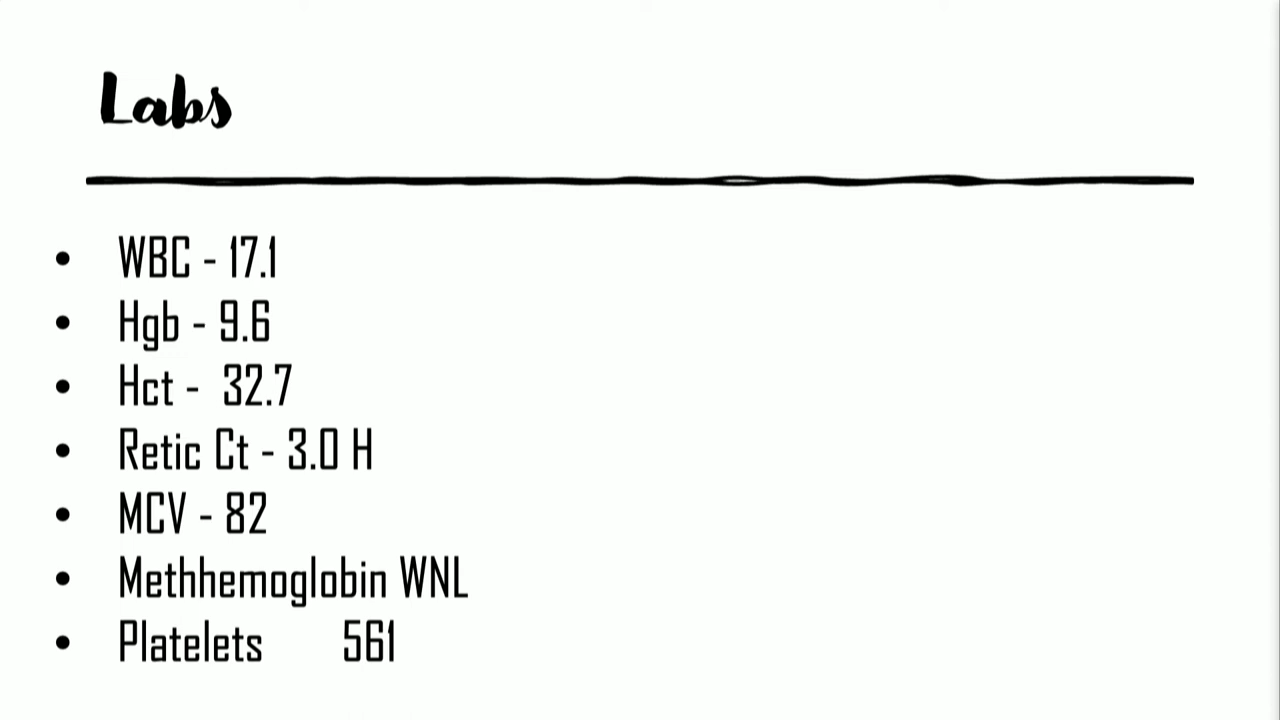 Labs
• WBC - 17.1
• Hgb - 9.6
• Hct - 32.7
• Retic Ct - 3.0 H
• MCV - 82
• Methhemoglobin WNL
• Platelets 561